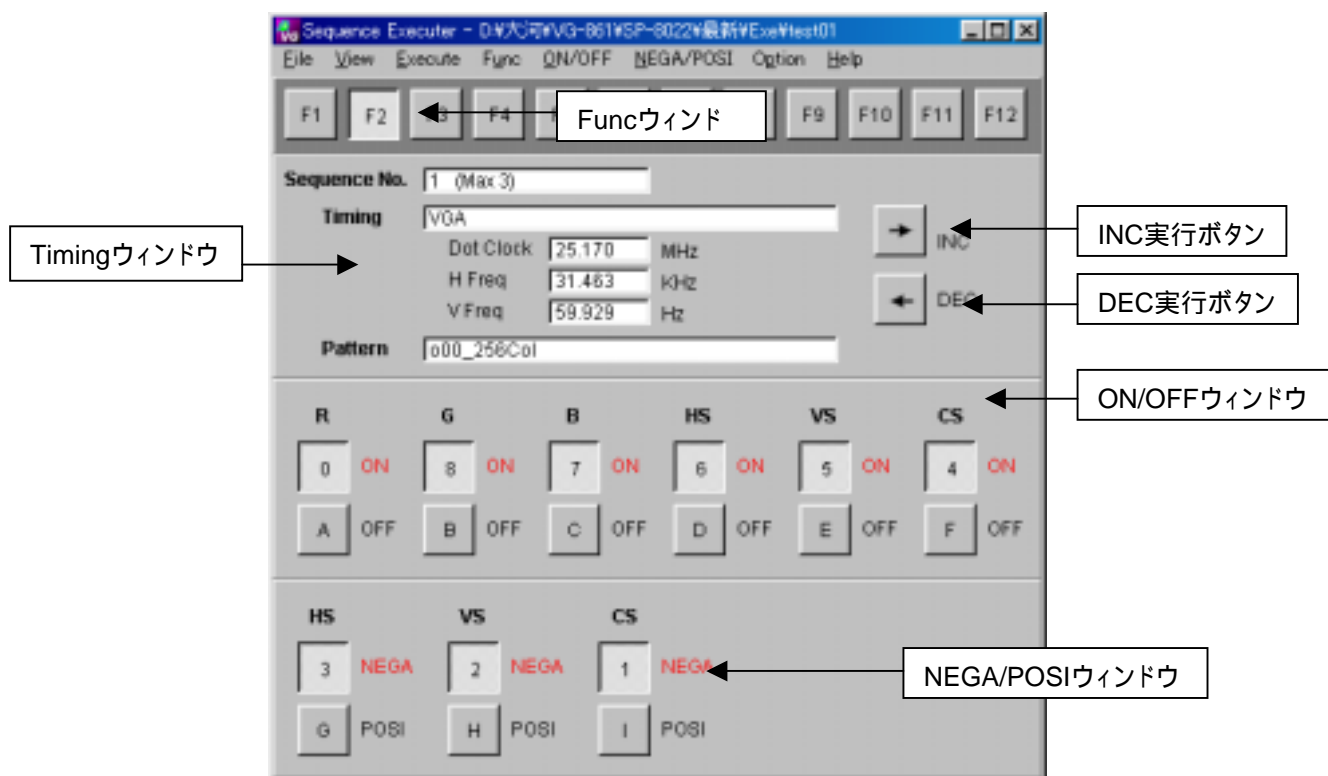 Sequence Executer - D:¥大河¥VG-861¥SP-8022¥最新¥Exe¥test01
File View Execute Func ON/OFF NEGA/POSI Option Help
F1 F2 F4 F9 F10 F11 F12
Funcウィンド
Sequence No. 1 (Max 3)
Timing VGA
Dot Clock 25.170 MHz
H Freq 31.463 KHz
V Freq 59.929 Hz
Pattern o00_256Col
INC
DEC
Timingウィンドウ
INC実行ボタン
DEC実行ボタン
ON/OFFウィンドウ
R G B HS VS CS
0 ON 8 ON 7 ON 6 ON 5 ON 4 ON
A OFF B OFF C OFF D OFF E OFF F OFF
HS VS CS
3 NEGA 2 NEGA 1 NEGA
NEGA/POSIウィンドウ
G POSI H POSI I POSI